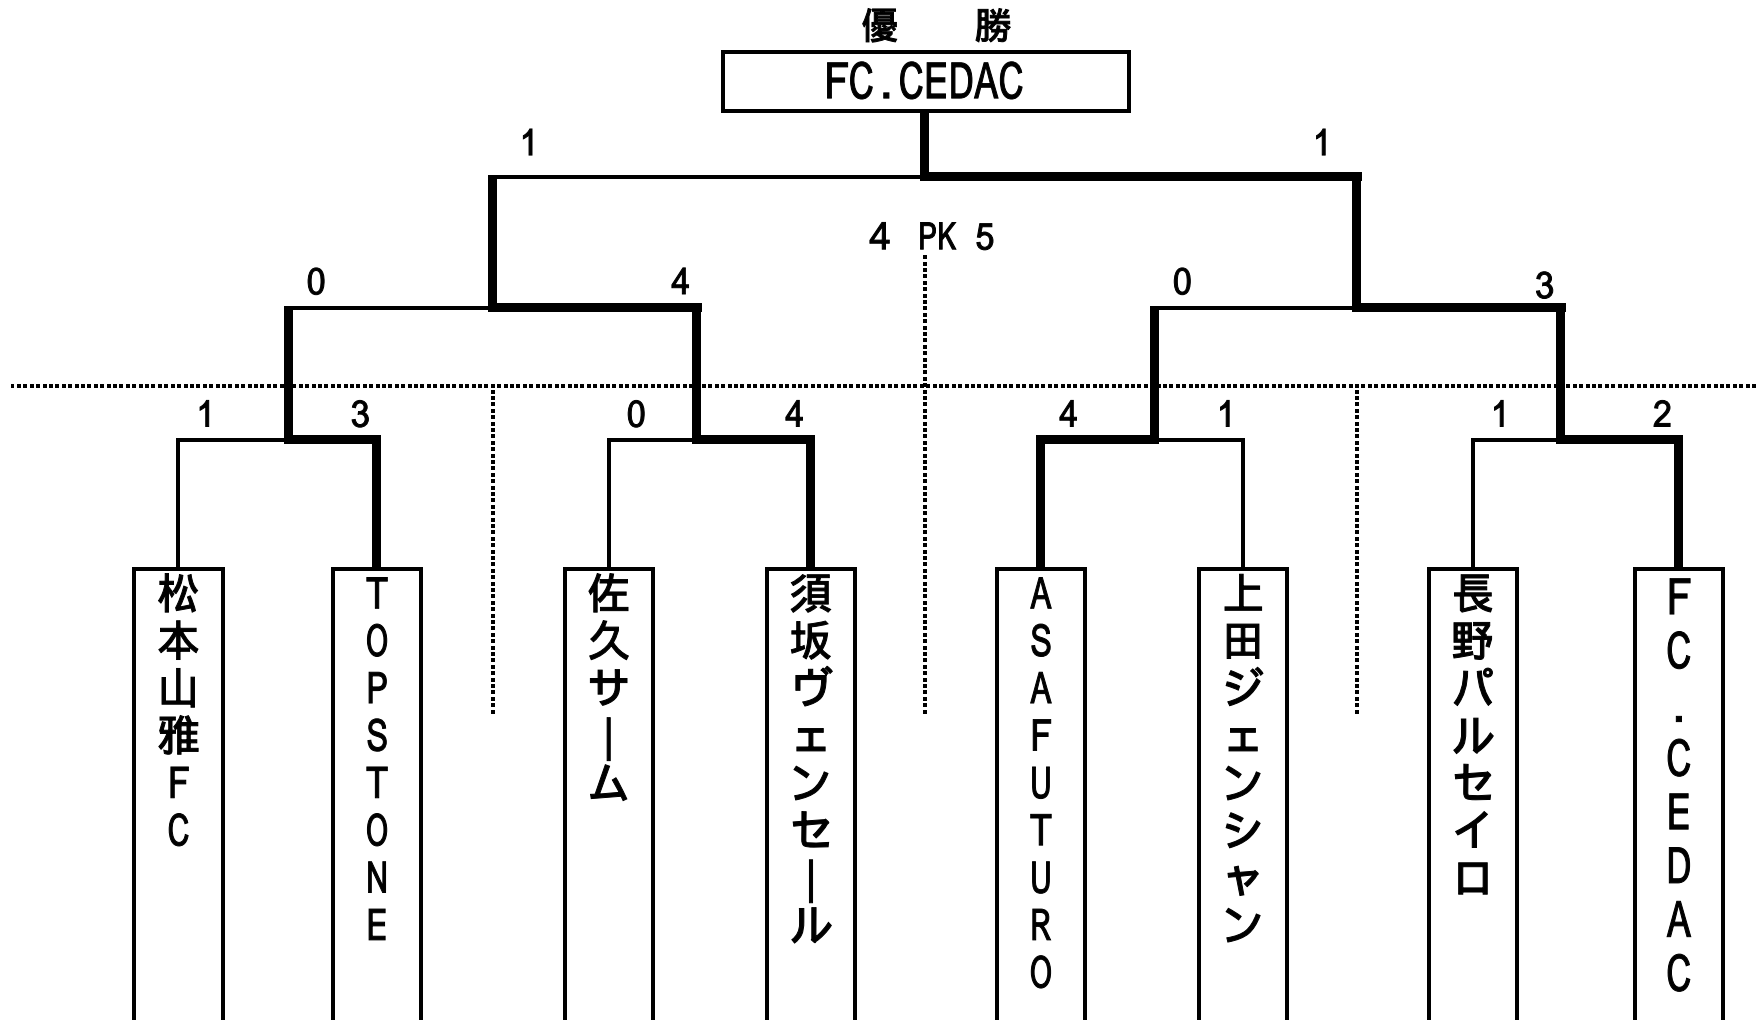 優 勝
FC.CEDAC
1 1
4 PK 5
0 4 0 3
1 3 0 4 4 1 1 2
松本山雅FC
TOPSTONE
佐久サーム
須坂ヴェンセール
ASAFUTURO
上田ジェンシャン
長野パルセイロ
FC.CEDAC